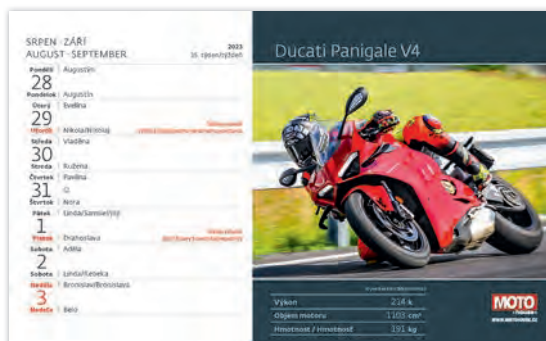 SRPEN - ZÁŘÍ
AUGUST - SEPTEMBER
2023
35. týden/týždeň
Pondělí
28
Pondelok
Augustýn
Augustín
Úterý
29
Utorok
Evelína
Nikola/Nikolaj
Středa
30
Streda
Vladěna
Ružena
Čtvrtek
31
Štvrtok
Pavlína
Nora
Pátek
1
Piatok
Linda/Samuel
Drahoslava
Sobota
2
Sobota
Adéla
Linda/Rebeka
Neděle
3
Nedeľa
Bronislav/Bronislava
Belo
Ducati Panigale V4
Výkon 214 k
Objem motoru 1103 cm³
Hmotnost / Hmotnosť 191 kg
MOTO